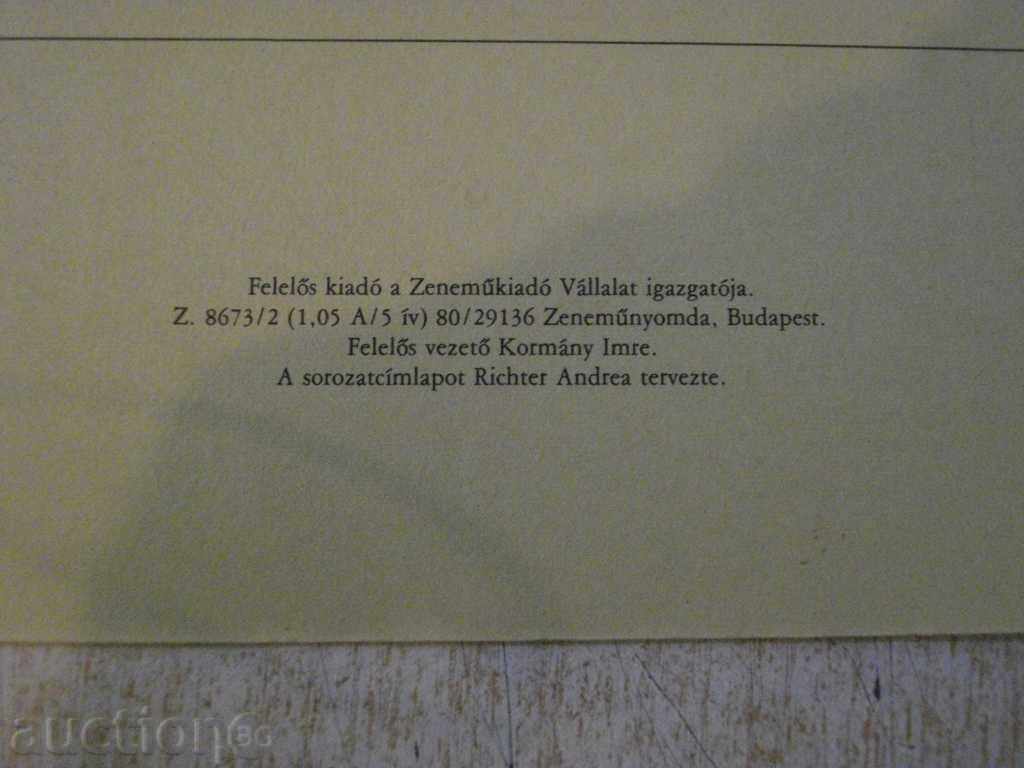 Felelős kiadó a Zeneműkiadó Vállalat igazgatója.
Z. 8673/2 (1,05 A/5 ív) 80/29136 Zeneműnyomda, Budapest.
Felelős vezető Kormány Imre.
A sorozatcímlapot Richter Andrea tervezte.
auction.bg